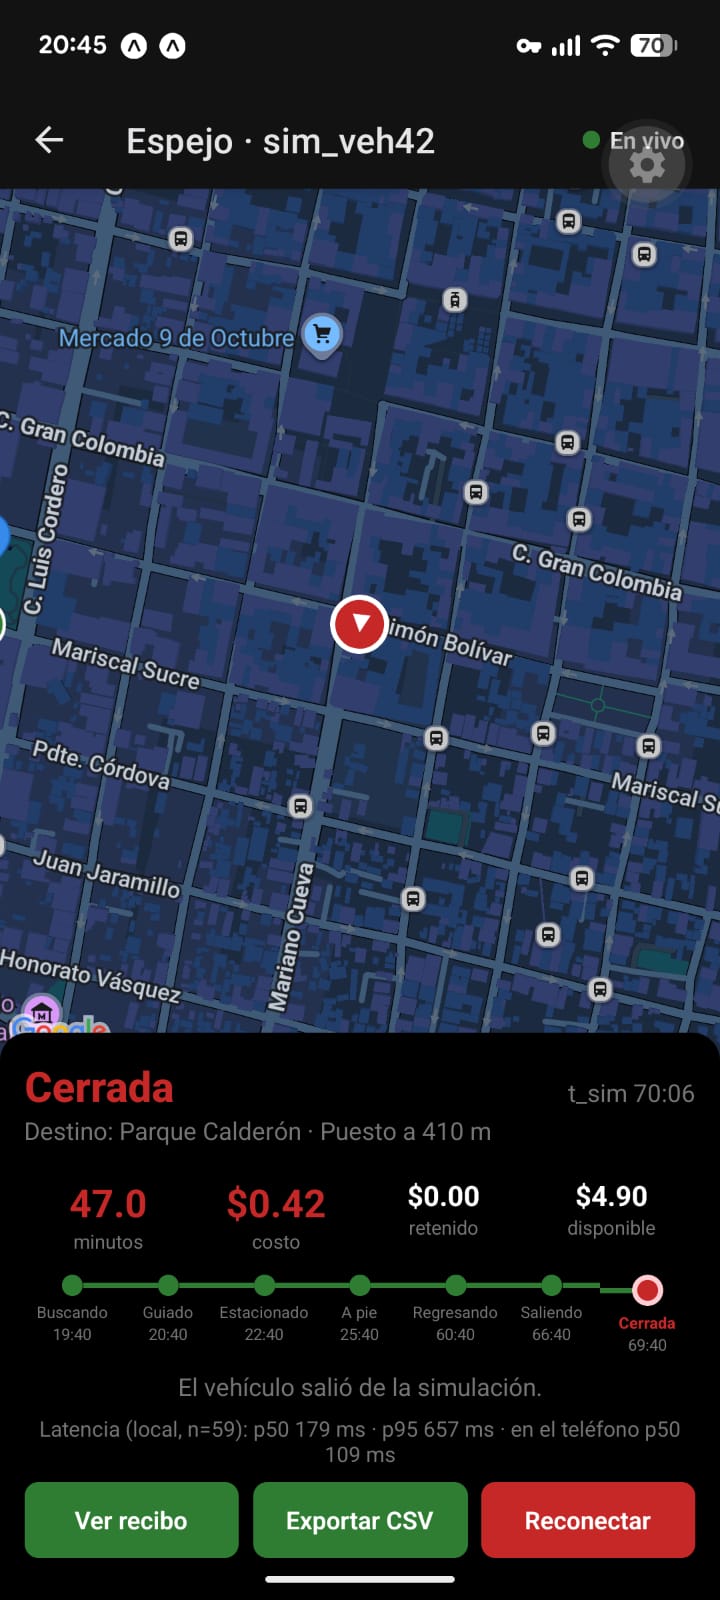 20:45
70
Espejo · sim_veh42
En vivo
Mercado 9 de Octubre
C. Gran Colombia
C. Luis Cordero
C. Gran Colombia
imón Bolívar
Mariscal Sucre
Pdte. Córdova
Mariscal Su
Juan Jaramillo
Mariano Cueva
Honorato Vásquez
Google
Cerrada
t_sim 70:06
Destino: Parque Calderón · Puesto a 410 m
47.0
$0.42
$0.00
$4.90
minutos
costo
retenido
disponible
Buscando
Guiado
Estacionado
A pie
Regresando
Saliendo
Cerrada
19:40
20:40
22:40
25:40
60:40
66:40
69:40
El vehículo salió de la simulación.
Latencia (local, n=59): p50 179 ms · p95 657 ms · en el teléfono p50
109 ms
Ver recibo
Exportar CSV
Reconectar